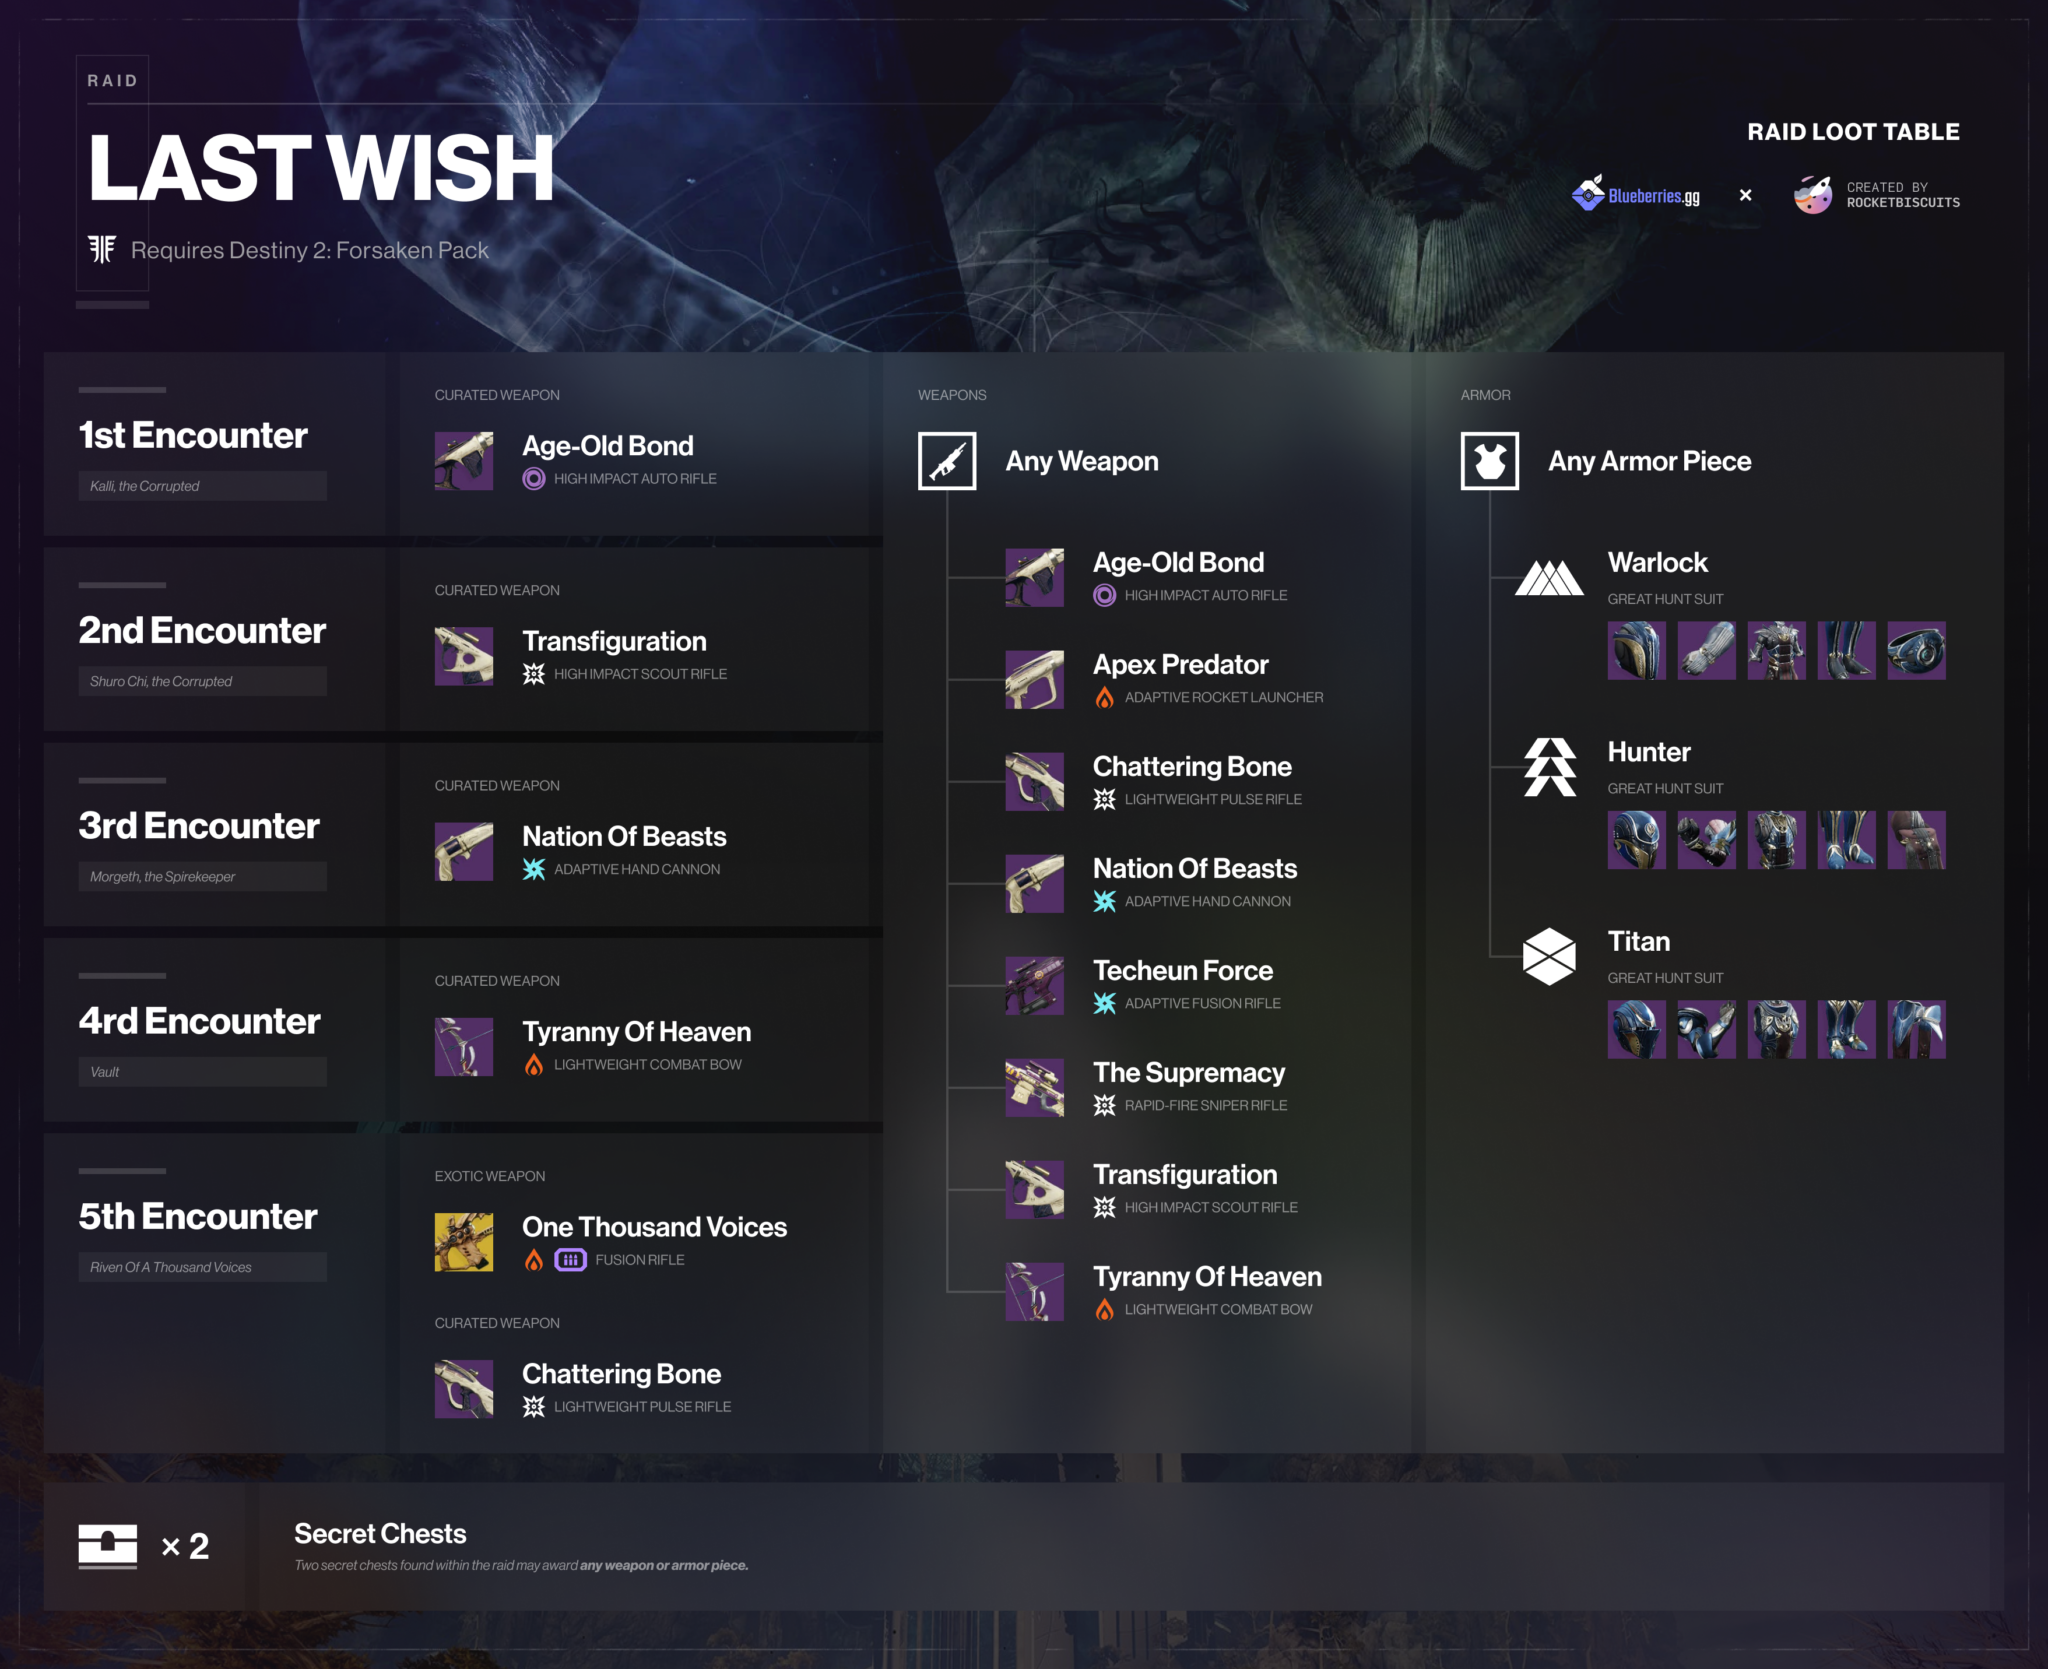 RAID
LAST WISH
Requires Destiny 2: Forsaken Pack
RAID LOOT TABLE
Blueberries.gg
×
CREATED BY
ROCKETBISCUITS
1st Encounter
Kalli, the Corrupted
CURATED WEAPON
Age-Old Bond
HIGH IMPACT AUTO RIFLE
2nd Encounter
Shuro Chi, the Corrupted
CURATED WEAPON
Transfiguration
HIGH IMPACT SCOUT RIFLE
3rd Encounter
Morgeth, the Spirekeeper
CURATED WEAPON
Nation Of Beasts
ADAPTIVE HAND CANNON
4rd Encounter
Vault
CURATED WEAPON
Tyranny Of Heaven
LIGHTWEIGHT COMBAT BOW
5th Encounter
Riven Of A Thousand Voices
EXOTIC WEAPON
One Thousand Voices
FUSION RIFLE
CURATED WEAPON
Chattering Bone
LIGHTWEIGHT PULSE RIFLE
WEAPONS
Any Weapon
Age-Old Bond
HIGH IMPACT AUTO RIFLE
Apex Predator
ADAPTIVE ROCKET LAUNCHER
Chattering Bone
LIGHTWEIGHT PULSE RIFLE
Nation Of Beasts
ADAPTIVE HAND CANNON
Techeun Force
ADAPTIVE FUSION RIFLE
The Supremacy
RAPID-FIRE SNIPER RIFLE
Transfiguration
HIGH IMPACT SCOUT RIFLE
Tyranny Of Heaven
LIGHTWEIGHT COMBAT BOW
ARMOR
Any Armor Piece
Warlock
GREAT HUNT SUIT
Hunter
GREAT HUNT SUIT
Titan
GREAT HUNT SUIT
× 2
Secret Chests
Two secret chests found within the raid may award any weapon or armor piece.